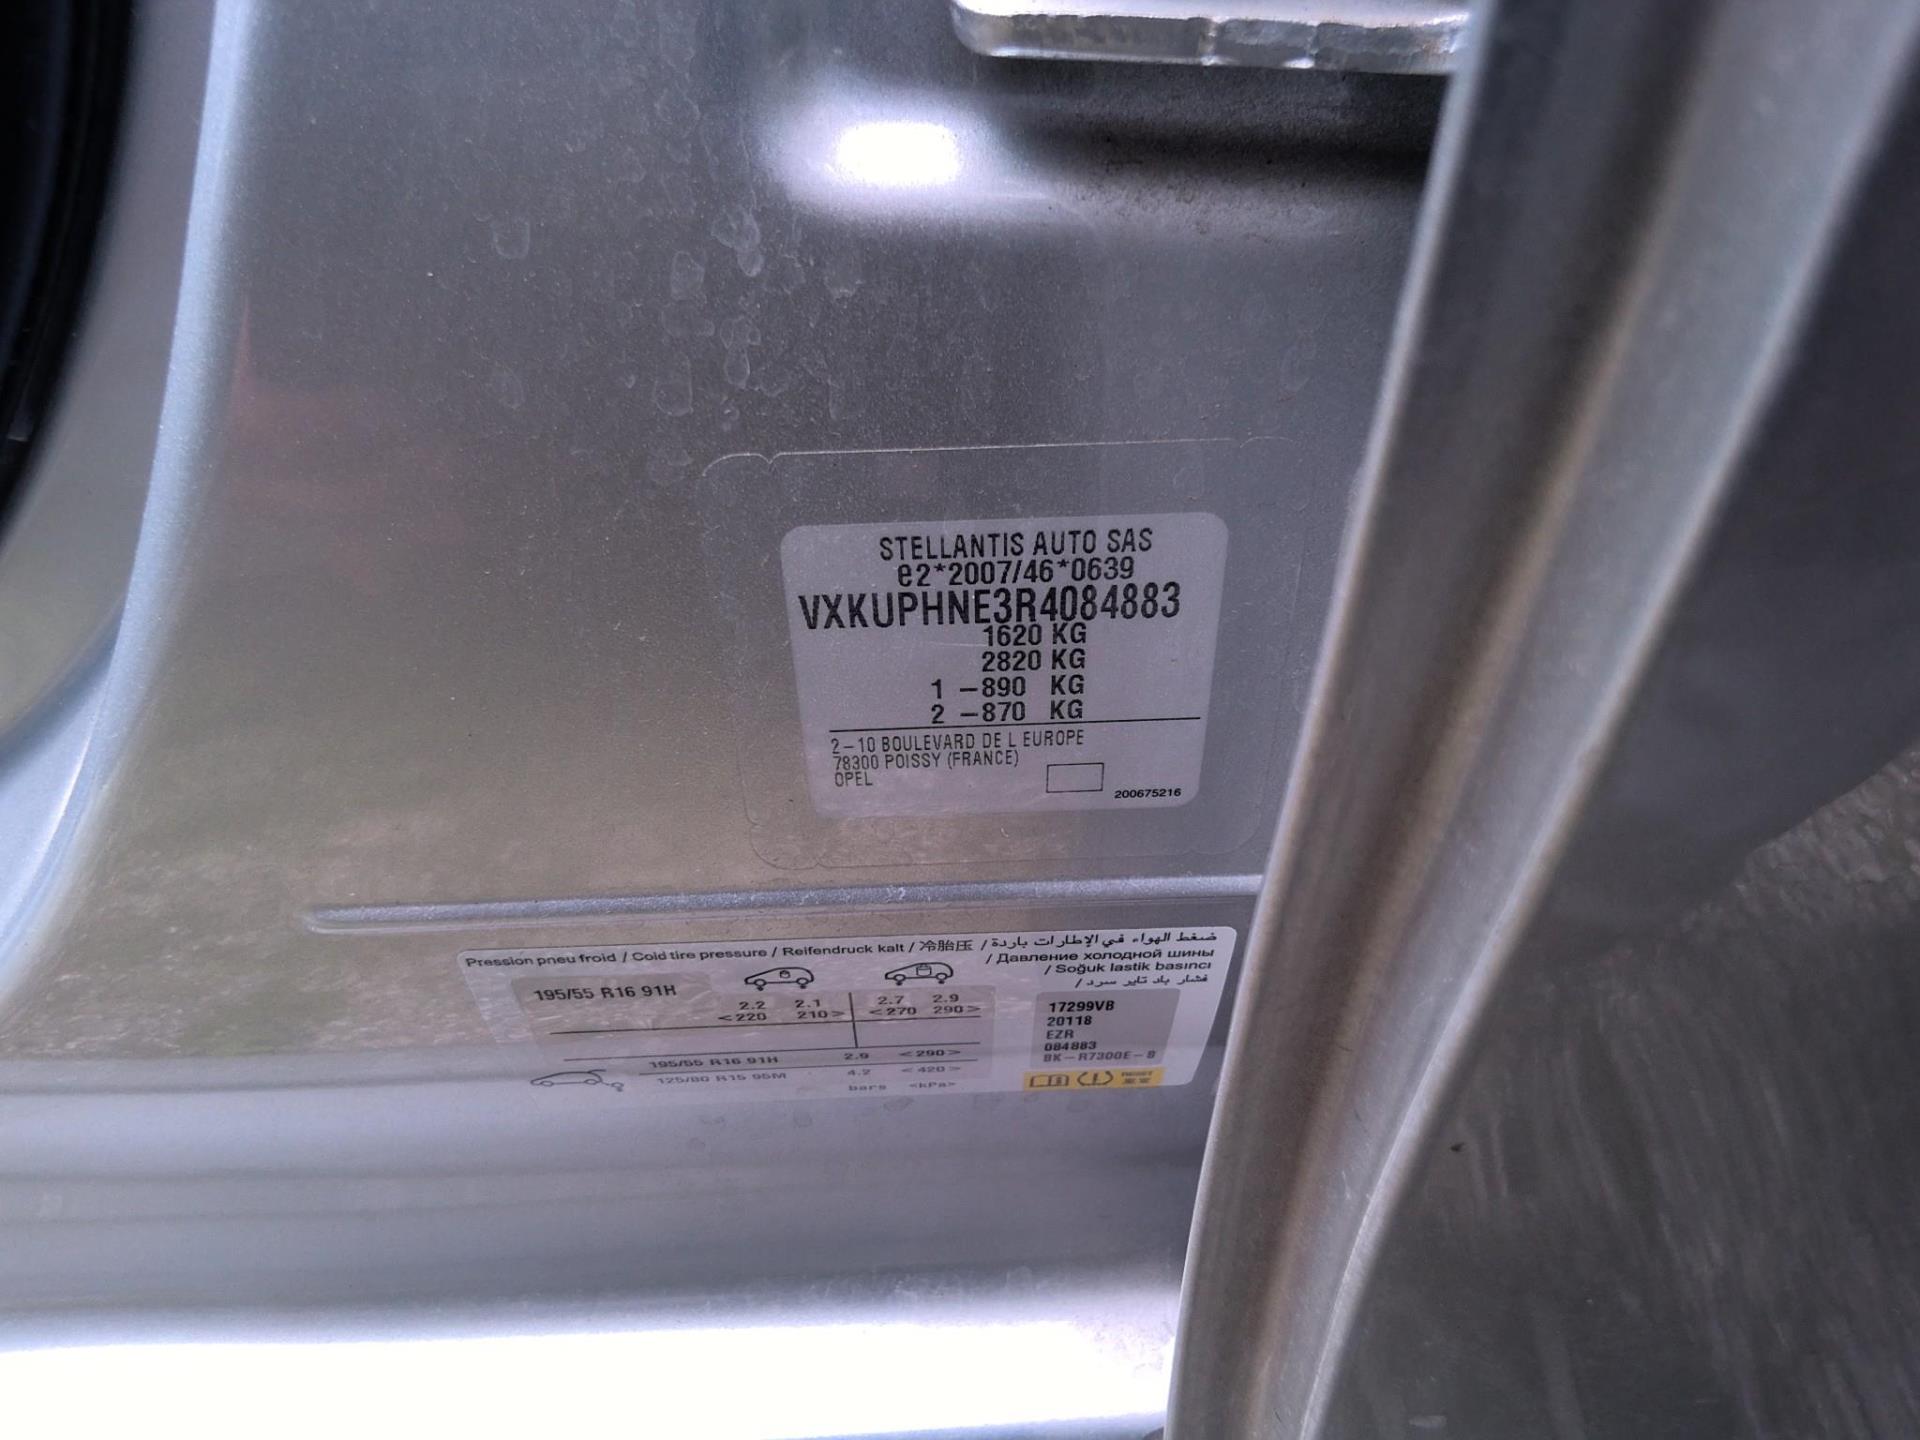 STELLANTIS AUTO SAS
e2*2007/46*0639
VXKUPHNE3R4084883
1620 KG
2820 KG
1 -890 KG
2 -870 KG
2-10 BOULEVARD DE L EUROPE
78300 POISSY (FRANCE)
OPEL
200675216
Pression pneu froid / Cold tire pressure / Reifendruck kalt / 冷胎压 / ضغط الهواء في الإطارات باردة
/ Давление холодной шины
/ Soğuk lastik basıncı
/ فشار باد تایر سرد
195/55 R16 91H
2.2 2.1 2.7 2.9
<220 210> <270 290>
195/55 R16 91H 2.9 <290>
125/80 R15 95M 4.2 <420>
bars <kPa>
17299VB
20118
EZR
084883
BK-R7300E-8